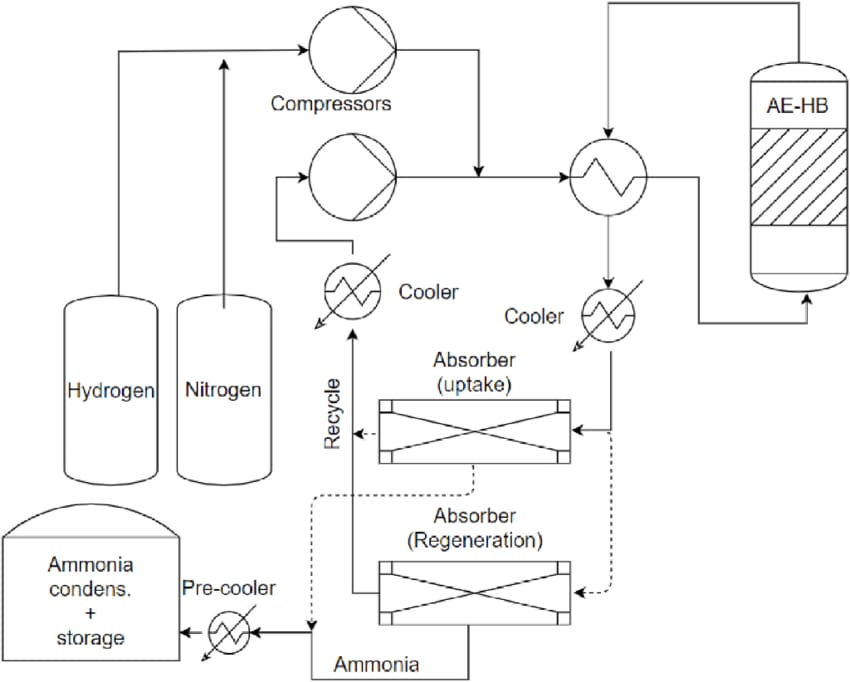 Compressors
AE-HB
Cooler
Cooler
Hydrogen
Nitrogen
Absorber
(uptake)
Recycle
Absorber
(Regeneration)
Ammonia
condens.
+
storage
Pre-cooler
Ammonia